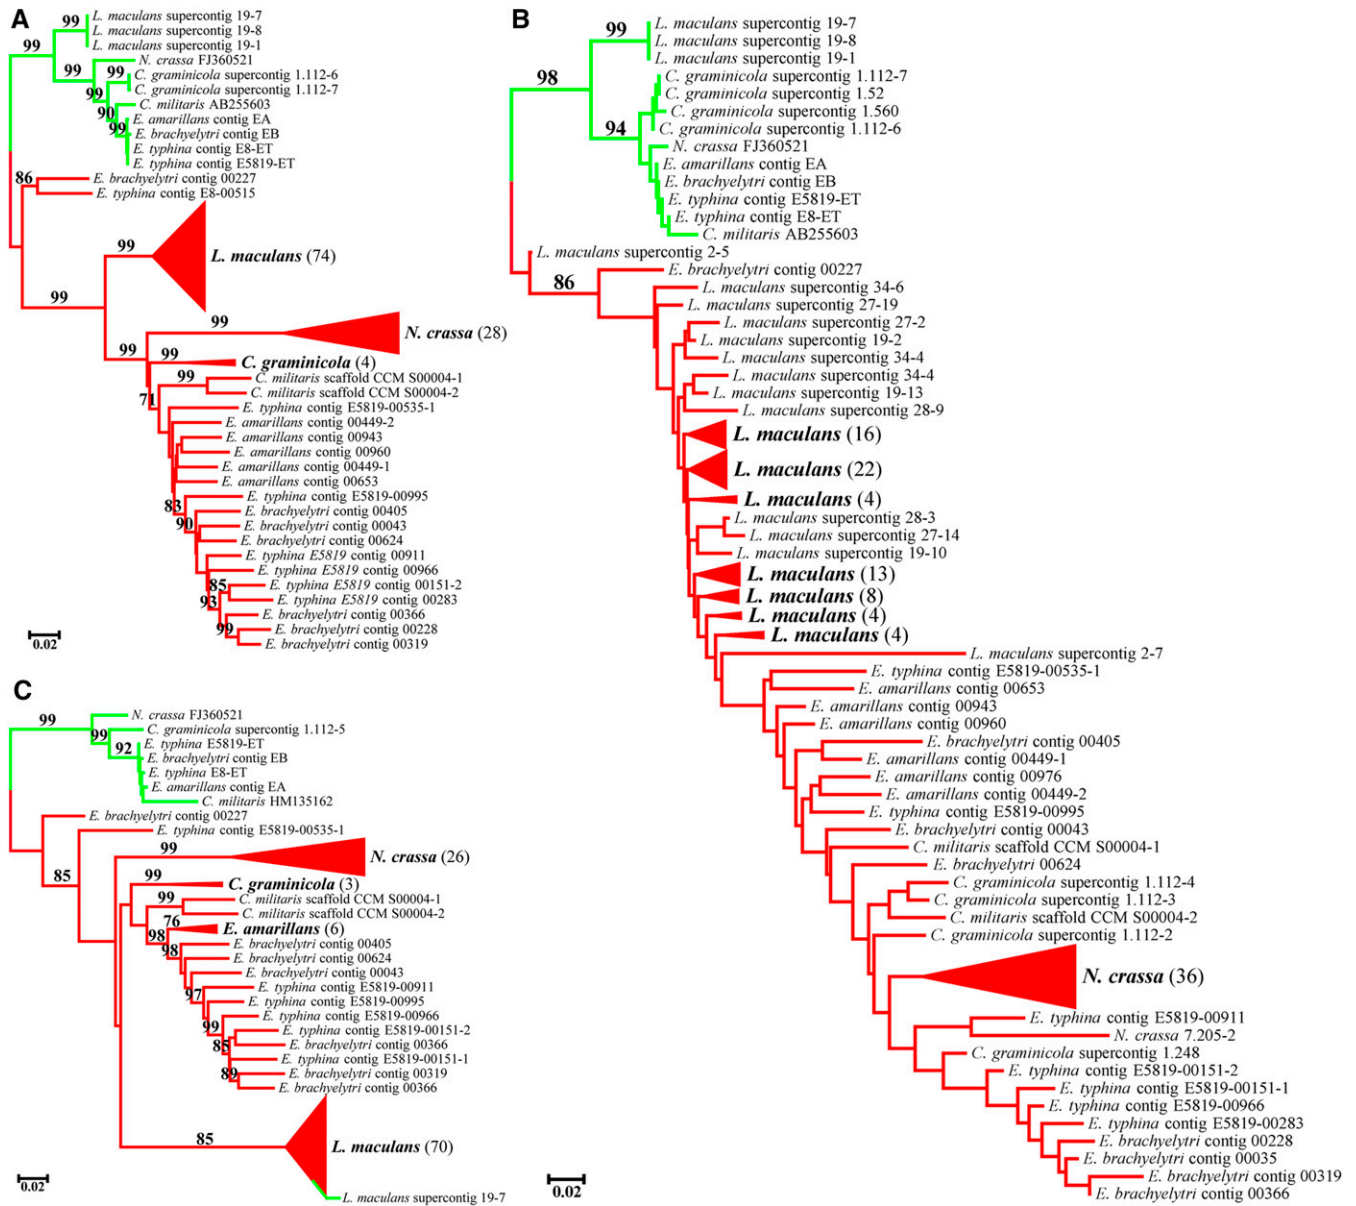 A
L. maculans supercontig 19-7
99
L. maculans supercontig 19-8
99
L. maculans supercontig 19-1
N. crassa FJ360521
99
99
C. graminicola supercontig 1.112-6
C. graminicola supercontig 1.112-7
99
C. militaris AB255603
90
E. amarillans contig EA
99
E. brachyelytri contig EB
E. typhina contig E8-ET
E. typhina contig E5819-ET
86
E. brachyelytri contig 00227
E. typhina contig E8-00515
99
L. maculans (74)
99
99
N. crassa (28)
99
99
C. graminicola (4)
99
C. militaris scaffold CCM S00004-1
C. militaris scaffold CCM S00004-2
71
E. typhina contig E5819-00535-1
E. amarillans contig 00449-2
E. amarillans contig 00943
E. amarillans contig 00960
E. amarillans contig 00449-1
E. amarillans contig 00653
83
E. typhina contig E5819-00995
E. brachyelytri contig 00405
90
E. brachyelytri contig 00043
E. brachyelytri contig 00624
E. typhina E5819 contig 00911
E. typhina E5819 contig 00966
85
E. typhina E5819 contig 00151-2
93
E. typhina E5819 contig 00283
E. brachyelytri contig 00366
99
E. brachyelytri contig 00228
E. brachyelytri contig 00319
0.02
B
L. maculans supercontig 19-7
99
L. maculans supercontig 19-8
L. maculans supercontig 19-1
98
C. graminicola supercontig 1.112-7
C. graminicola supercontig 1.52
C. graminicola supercontig 1.560
94
C. graminicola supercontig 1.112-6
N. crassa FJ360521
E. amarillans contig EA
E. brachyelytri contig EB
E. typhina contig E5819-ET
E. typhina contig E8-ET
C. militaris AB255603
L. maculans supercontig 2-5
86
E. brachyelytri contig 00227
L. maculans supercontig 34-6
L. maculans supercontig 27-19
L. maculans supercontig 27-2
L. maculans supercontig 19-2
L. maculans supercontig 34-4
L. maculans supercontig 34-4
L. maculans supercontig 19-13
L. maculans supercontig 28-9
L. maculans (16)
L. maculans (22)
L. maculans (4)
L. maculans supercontig 28-3
L. maculans supercontig 27-14
L. maculans supercontig 19-10
L. maculans (13)
L. maculans (8)
L. maculans (4)
L. maculans (4)
L. maculans supercontig 2-7
E. typhina contig E5819-00535-1
E. amarillans contig 00653
E. amarillans contig 00943
E. amarillans contig 00960
E. brachyelytri contig 00405
E. amarillans contig 00449-1
E. amarillans contig 00976
E. amarillans contig 00449-2
E. typhina contig E5819-00995
E. brachyelytri contig 00043
C. militaris scaffold CCM S00004-1
E. brachyelytri 00624
C. graminicola supercontig 1.112-4
C. graminicola supercontig 1.112-3
C. militaris scaffold CCM S00004-2
C. graminicola supercontig 1.112-2
N. crassa (36)
E. typhina contig E5819-00911
N. crassa 7.205-2
C. graminicola supercontig 1.248
E. typhina contig E5819-00151-2
E. typhina contig E5819-00151-1
E. typhina contig E5819-00966
E. typhina contig E5819-00283
E. brachyelytri contig 00228
E. brachyelytri contig 00035
E. brachyelytri contig 00319
E. brachyelytri contig 00366
0.02
C
99
N. crassa FJ360521
99
C. graminicola supercontig 1.112-5
92
E. typhina E5819-ET
E. brachyelytri contig EB
E. typhina E8-ET
E. amarillans contig EA
C. militaris HM135162
E. brachyelytri contig 00227
E. typhina contig E5819-00535-1
99
N. crassa (26)
85
99
C. graminicola (3)
99
C. militaris scaffold CCM S00004-1
C. militaris scaffold CCM S00004-2
76
E. amarillans (6)
98
98
E. brachyelytri contig 00405
E. brachyelytri contig 00624
E. brachyelytri contig 00043
97
E. typhina contig E5819-00911
E. typhina contig E5819-00995
E. typhina contig E5819-00966
99
E. typhina contig E5819-00151-2
85
E. brachyelytri contig 00366
E. typhina contig E5819-00151-1
89
E. brachyelytri contig 00319
E. brachyelytri contig 00366
85
L. maculans (70)
L. maculans supercontig 19-7
0.02